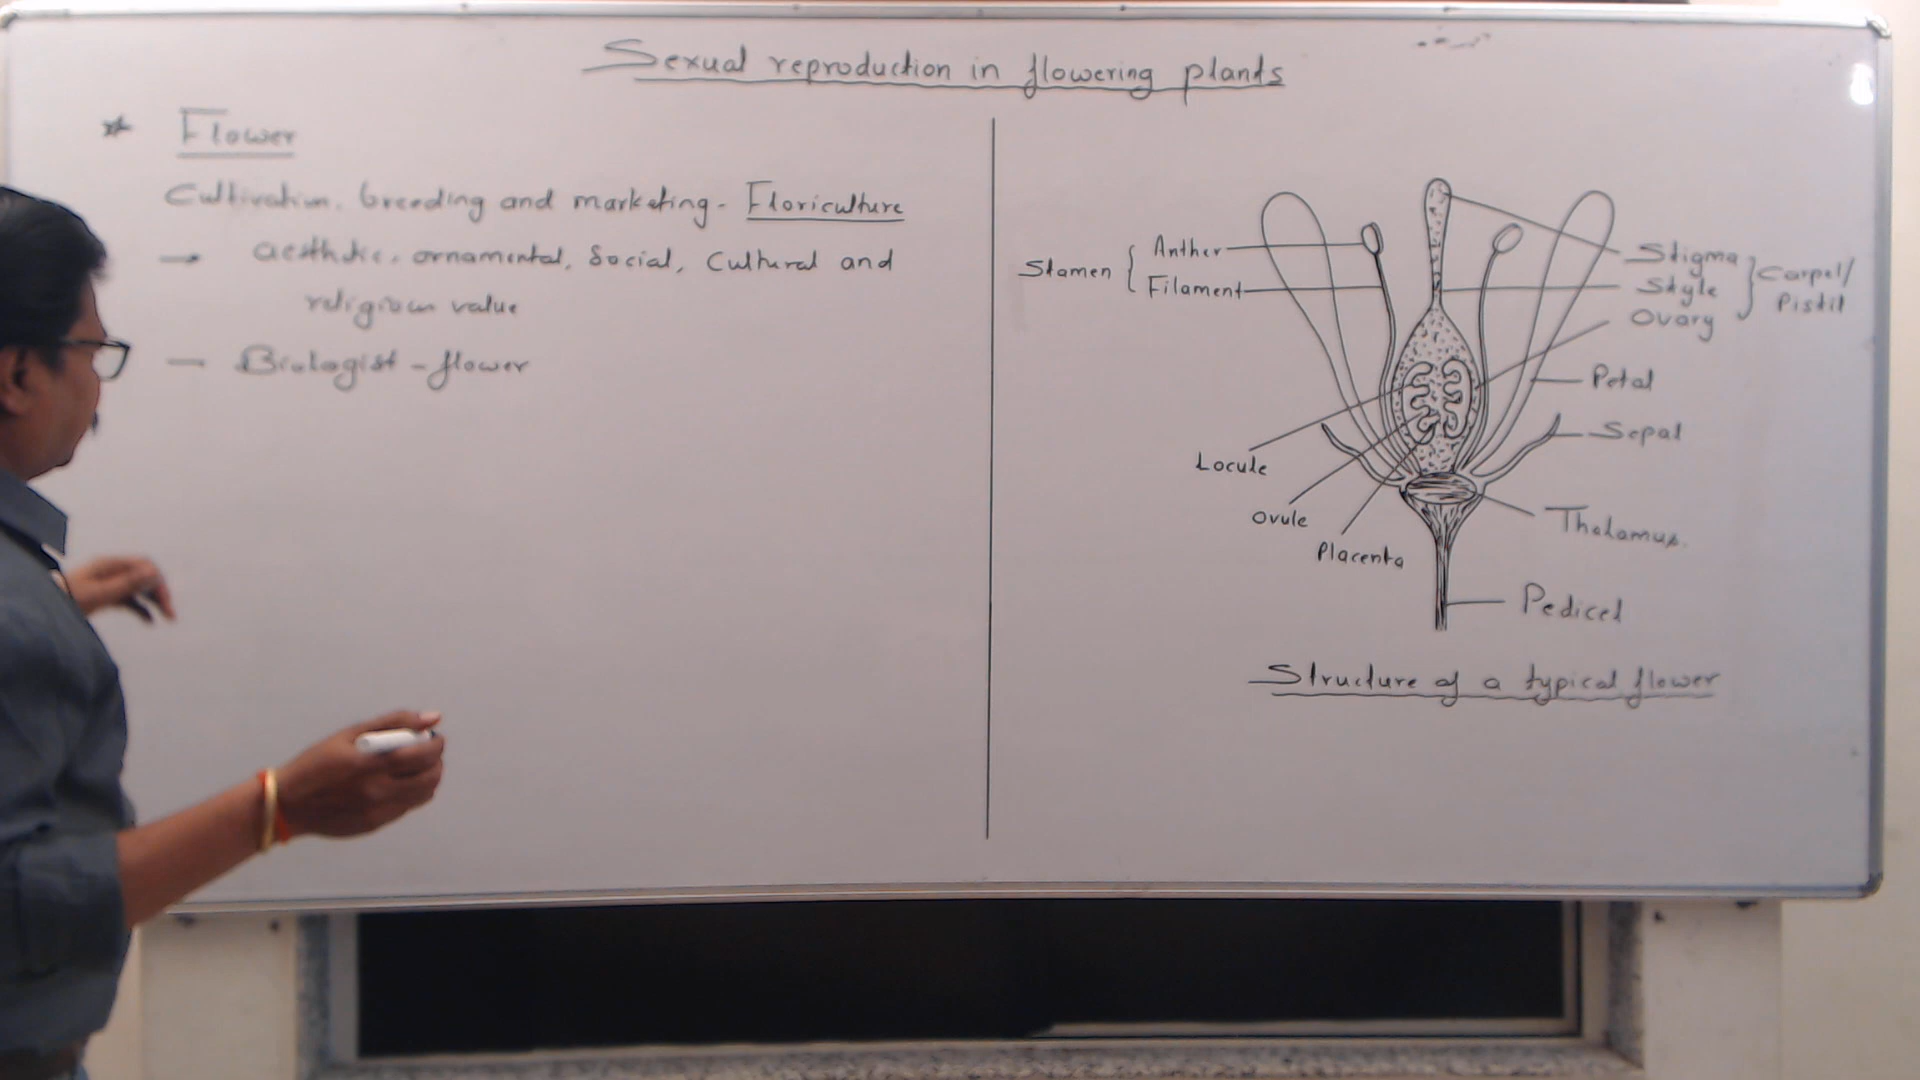 Sexual reproduction in flowering plants
* Flower
Cultivation, breeding and marketing - Floriculture
→ aesthetic, ornamental, Social, Cultural and
religious value
— Biologist - flower
Stamen { Anther
Filament
Stigma } Carpel/
Style Pistil
Ovary
Petal
Sepal
Locule
Ovule
Placenta
Thalamus.
Pedicel
Structure of a typical flower